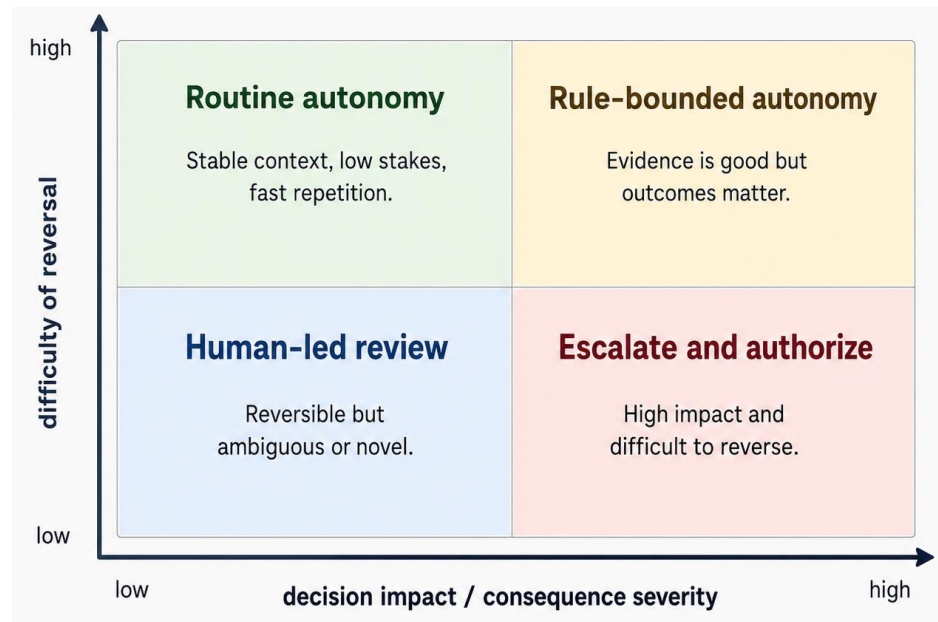 high
Routine autonomy
Stable context, low stakes,
fast repetition.
Rule-bounded autonomy
Evidence is good but
outcomes matter.
difficulty of reversal
Human-led review
Reversible but
ambiguous or novel.
Escalate and authorize
High impact and
difficult to reverse.
low
low
decision impact / consequence severity
high